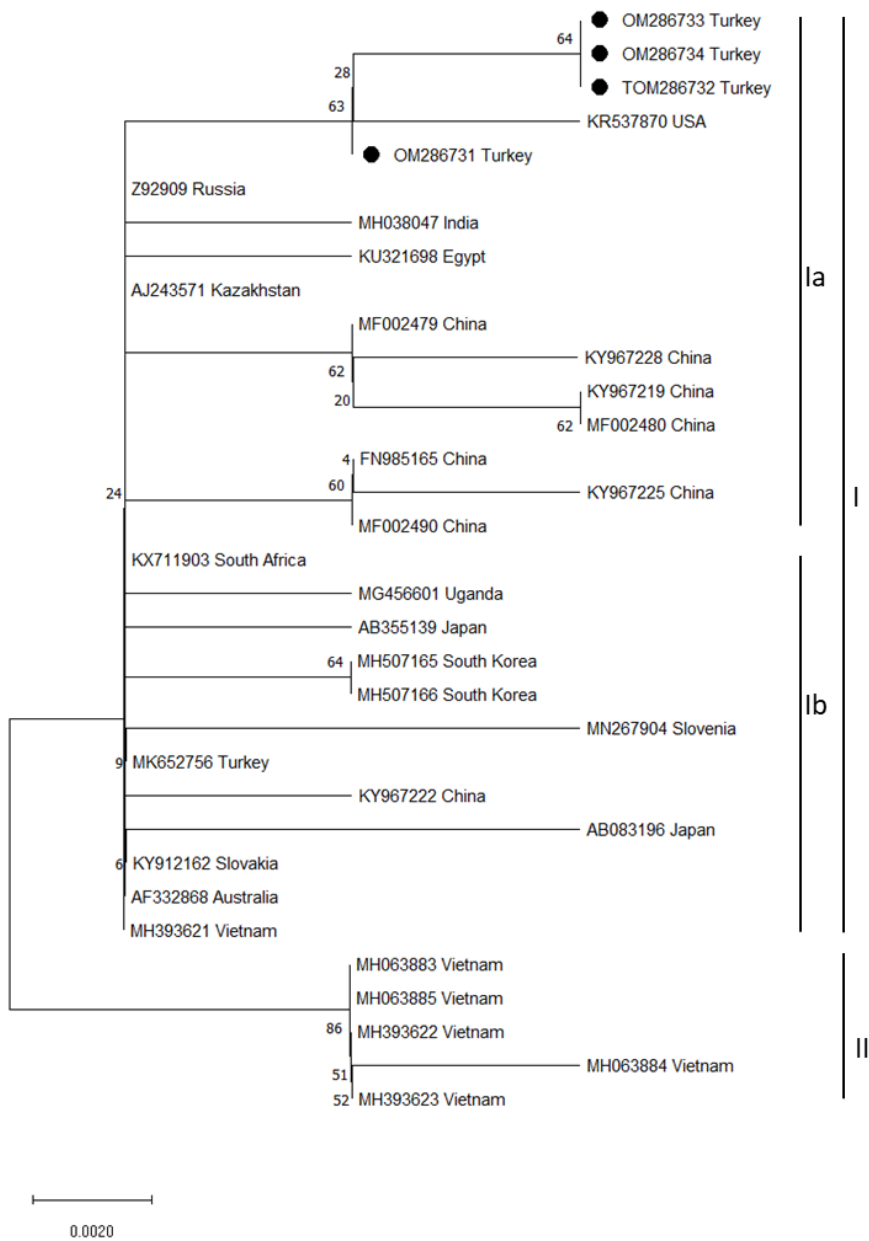 64
OM286733 Turkey
OM286734 Turkey
TOM286732 Turkey
28
63
KR537870 USA
OM286731 Turkey
Z92909 Russia
MH038047 India
KU321698 Egypt
Ia
AJ243571 Kazakhstan
MF002479 China
KY967228 China
62
KY967219 China
20
62
MF002480 China
4
FN985165 China
60
KY967225 China
24
I
MF002490 China
KX711903 South Africa
MG456601 Uganda
AB355139 Japan
64
MH507165 South Korea
MH507166 South Korea
Ib
MN267904 Slovenia
9
MK652756 Turkey
KY967222 China
AB083196 Japan
6
KY912162 Slovakia
AF332868 Australia
MH393621 Vietnam
MH063883 Vietnam
MH063885 Vietnam
86
MH393622 Vietnam
II
MH063884 Vietnam
51
52
MH393623 Vietnam
0.0020